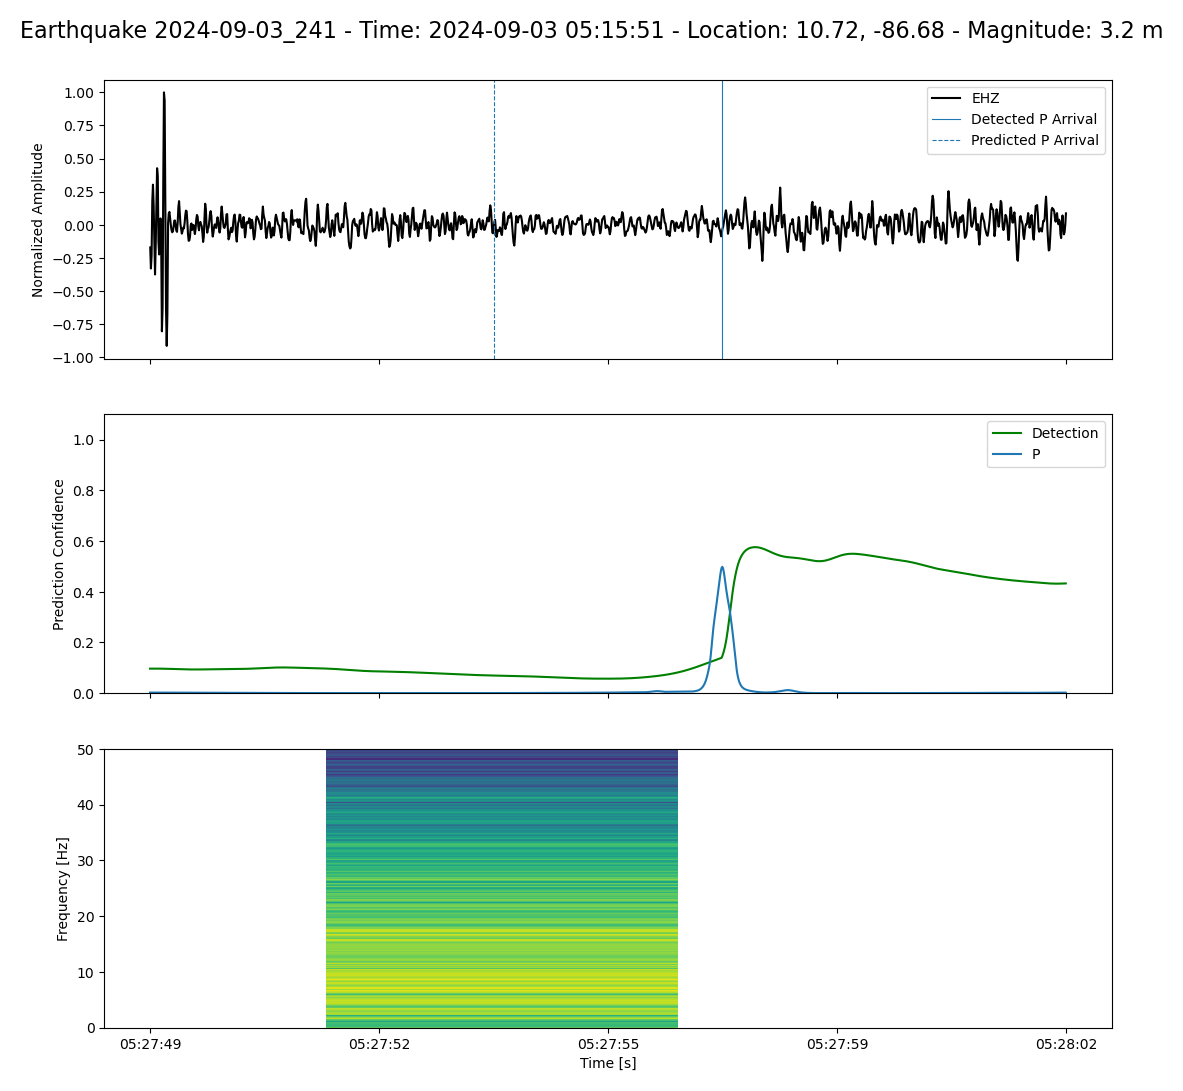 Earthquake 2024-09-03_241 - Time: 2024-09-03 05:15:51 - Location: 10.72, -86.68 - Magnitude: 3.2 m
1.00
0.75
0.50
0.25
0.00
−0.25
−0.50
−0.75
−1.00
Normalized Amplitude
EHZ
Detected P Arrival
Predicted P Arrival
1.0
0.8
0.6
0.4
0.2
0.0
Prediction Confidence
Detection
P
50
40
30
20
10
0
Frequency [Hz]
05:27:49 05:27:52 05:27:55 05:27:59 05:28:02
Time [s]